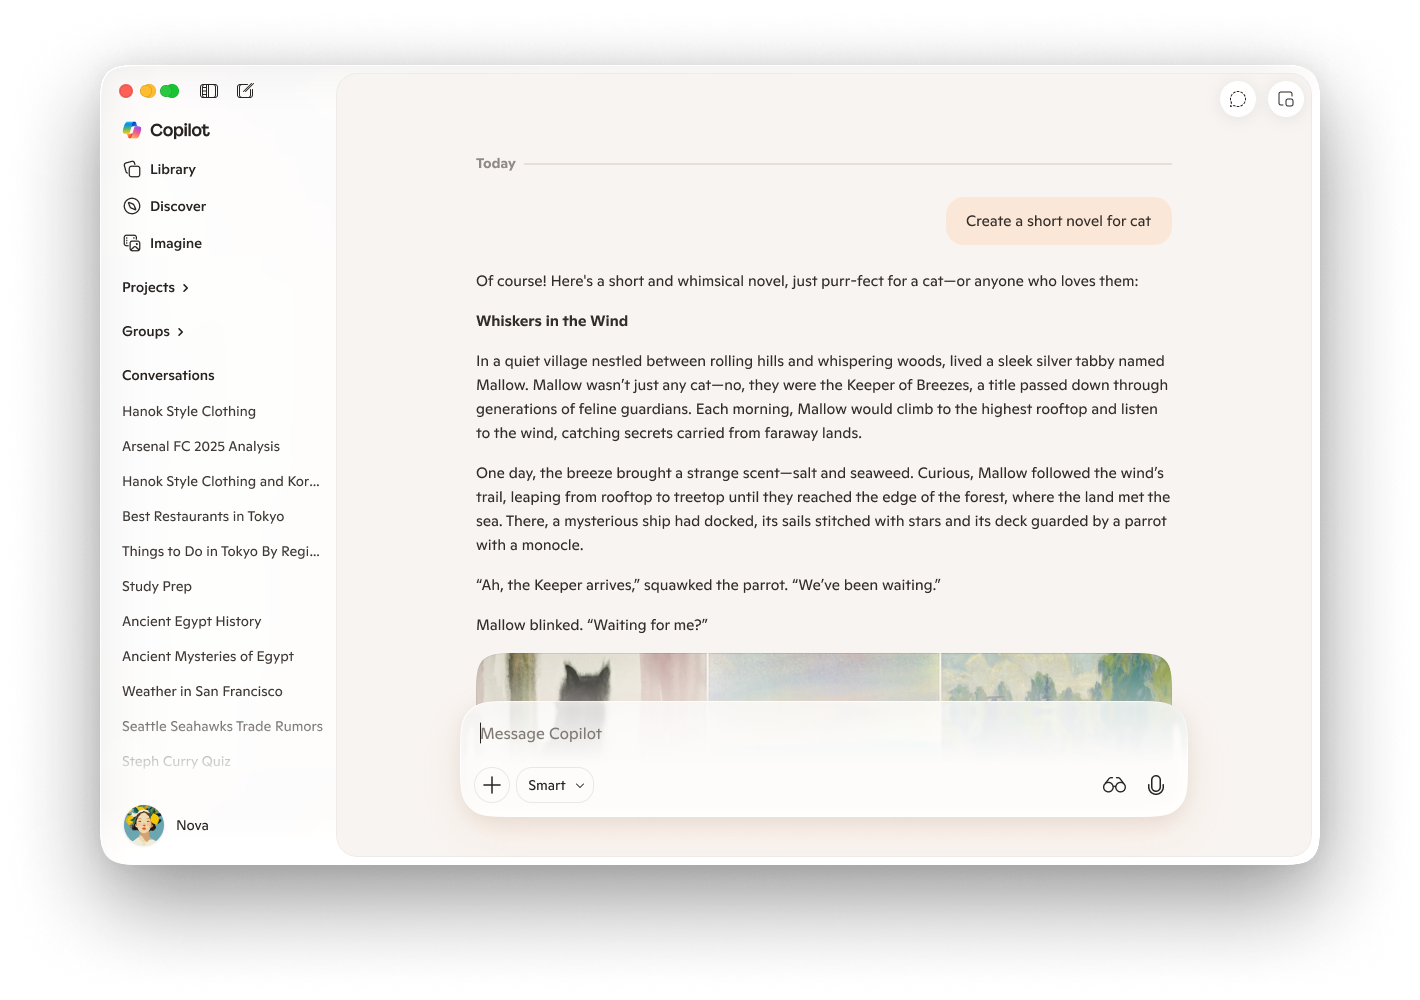 Copilot
Library
Discover
Imagine
Projects
Groups
Conversations
Hanok Style Clothing
Arsenal FC 2025 Analysis
Hanok Style Clothing and Kor...
Best Restaurants in Tokyo
Things to Do in Tokyo By Regi...
Study Prep
Ancient Egypt History
Ancient Mysteries of Egypt
Weather in San Francisco
Seattle Seahawks Trade Rumors
Steph Curry Quiz
Nova
Today
Create a short novel for cat
Of course! Here's a short and whimsical novel, just purr-fect for a cat—or anyone who loves them:
Whiskers in the Wind
In a quiet village nestled between rolling hills and whispering woods, lived a sleek silver tabby named
Mallow. Mallow wasn’t just any cat—no, they were the Keeper of Breezes, a title passed down through
generations of feline guardians. Each morning, Mallow would climb to the highest rooftop and listen
to the wind, catching secrets carried from faraway lands.
One day, the breeze brought a strange scent—salt and seaweed. Curious, Mallow followed the wind’s
trail, leaping from rooftop to treetop until they reached the edge of the forest, where the land met the
sea. There, a mysterious ship had docked, its sails stitched with stars and its deck guarded by a parrot
with a monocle.
“Ah, the Keeper arrives,” squawked the parrot. “We’ve been waiting.”
Mallow blinked. “Waiting for me?”
Message Copilot
Smart